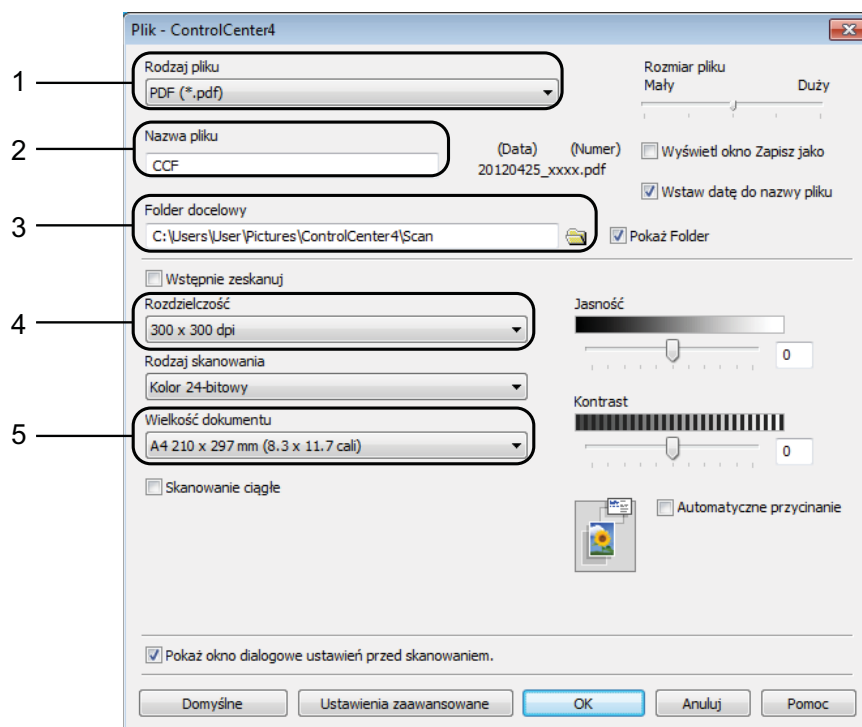 Plik - ControlCenter4
1
Rodzaj pliku
PDF (*.pdf)
Rozmiar pliku
Mały Duży
2
Nazwa pliku
CCF
(Data) (Numer)
20120425_xxxx.pdf
Wyświetl okno Zapisz jako
Wstaw datę do nazwy pliku
3
Folder docelowy
C:\Users\User\Pictures\ControlCenter4\Scan
Pokaż Folder
Wstępnie zeskanuj
4
Rozdzielczość
300 x 300 dpi
Jasność
0
Rodzaj skanowania
Kolor 24-bitowy
Kontrast
0
5
Wielkość dokumentu
A4 210 x 297 mm (8.3 x 11.7 cali)
Skanowanie ciągłe
Automatyczne przycinanie
Pokaż okno dialogowe ustawień przed skanowaniem.
Domyślne Ustawienia zaawansowane OK Anuluj Pomoc